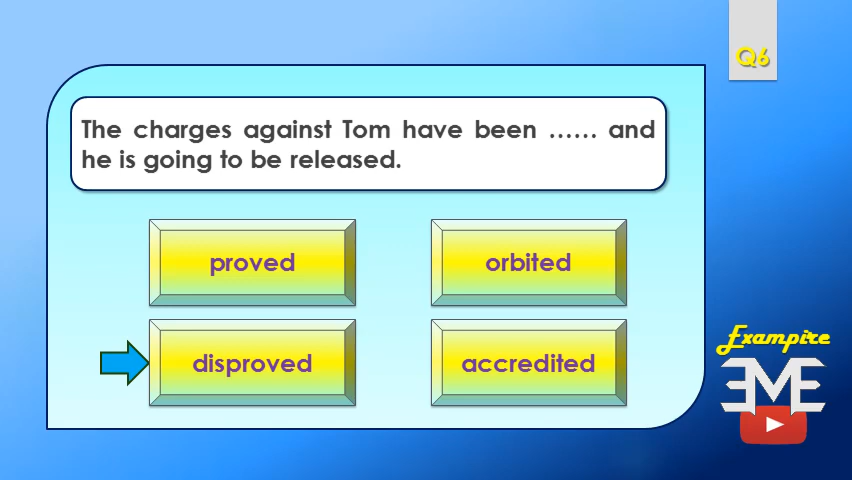 Q6
The charges against Tom have been …… and
he is going to be released.
proved
orbited
disproved
accredited
Exampire
EME